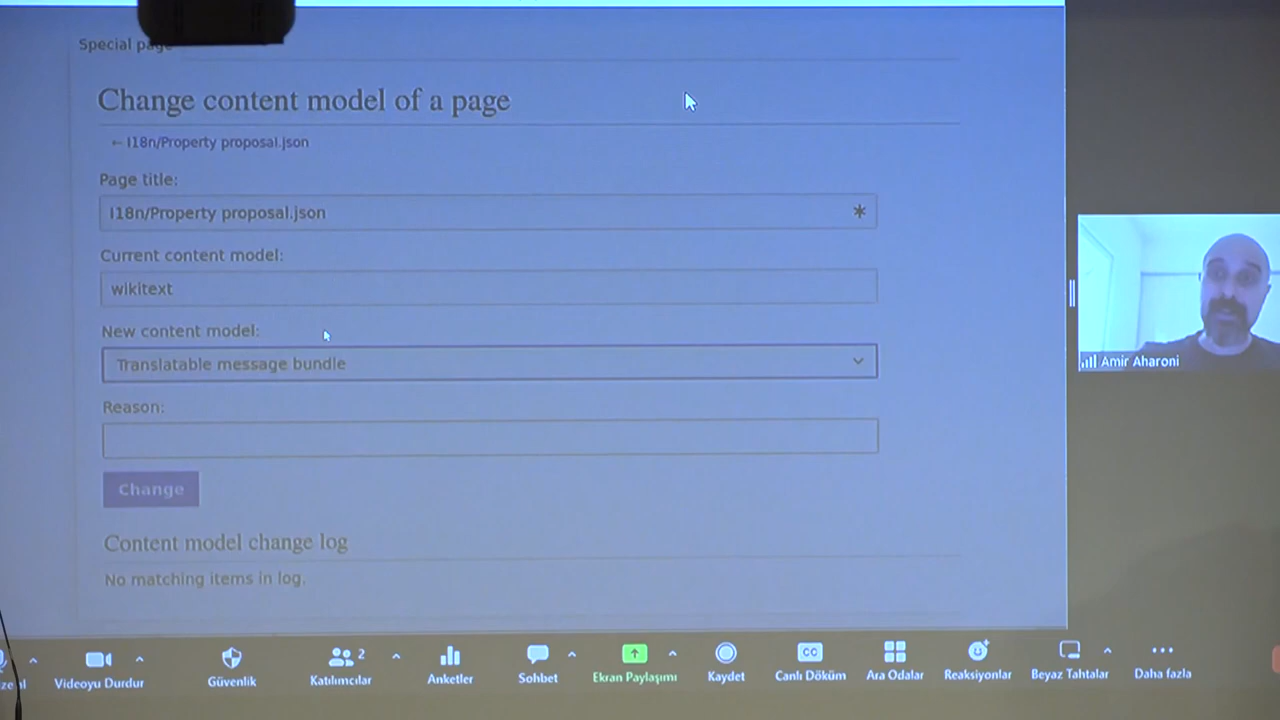 Special page
Change content model of a page
← I18n/Property proposal.json
Page title:
I18n/Property proposal.json *
Current content model:
wikitext
New content model:
Translatable message bundle
Reason:
Change
Content model change log
No matching items in log.
Amir Aharoni
Videoyu Durdur
Güvenlik
2
Katılımcılar
Anketler
Sohbet
Ekran Paylaşımı
Kaydet
CC
Canlı Döküm
Ara Odalar
Reaksiyonlar
Beyaz Tahtalar
Daha fazla